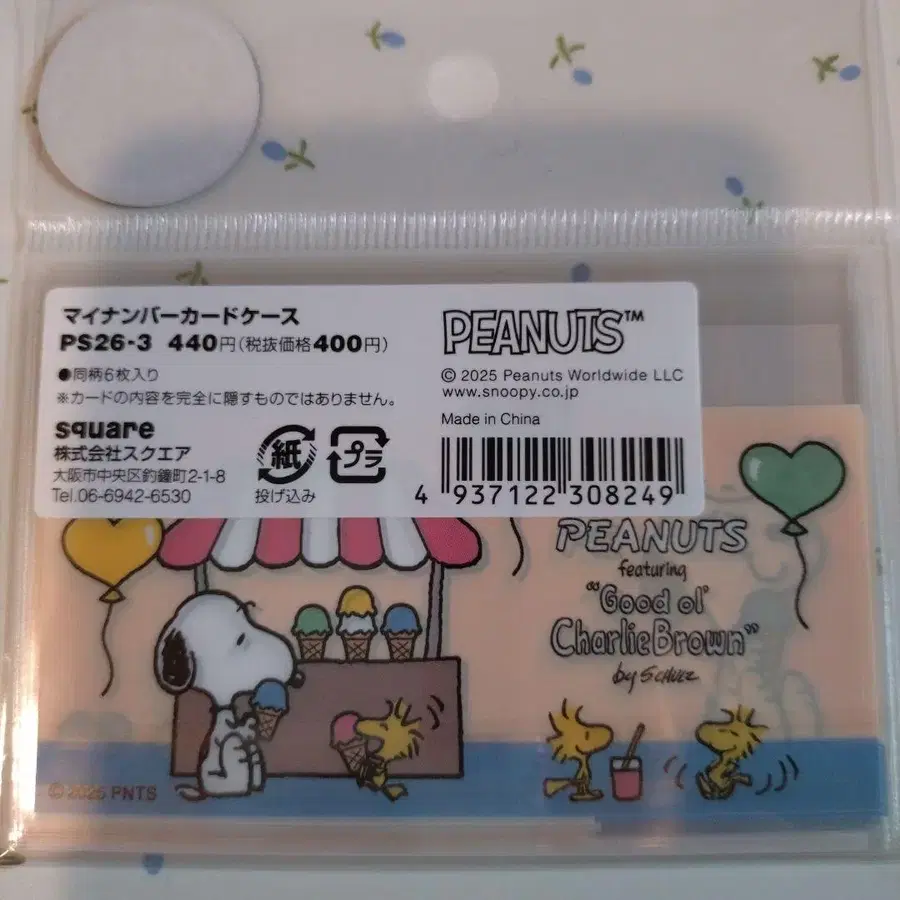 マイナンバーカードケース
PS26-3 440円(税抜価格400円)
●同柄6枚入り
※カードの内容を完全に隠すものではありません。
square
株式会社スクエア
大阪市中央区釣鐘町2-1-8
Tel.06-6942-6530
紙
投げ込み
プラ
PEANUTS™
© 2025 Peanuts Worldwide LLC
www.snoopy.co.jp
Made in China
4 937122 308249
PEANUTS
featuring
"Good ol'
Charlie Brown"
by SCHULZ
© 2025 PNTS